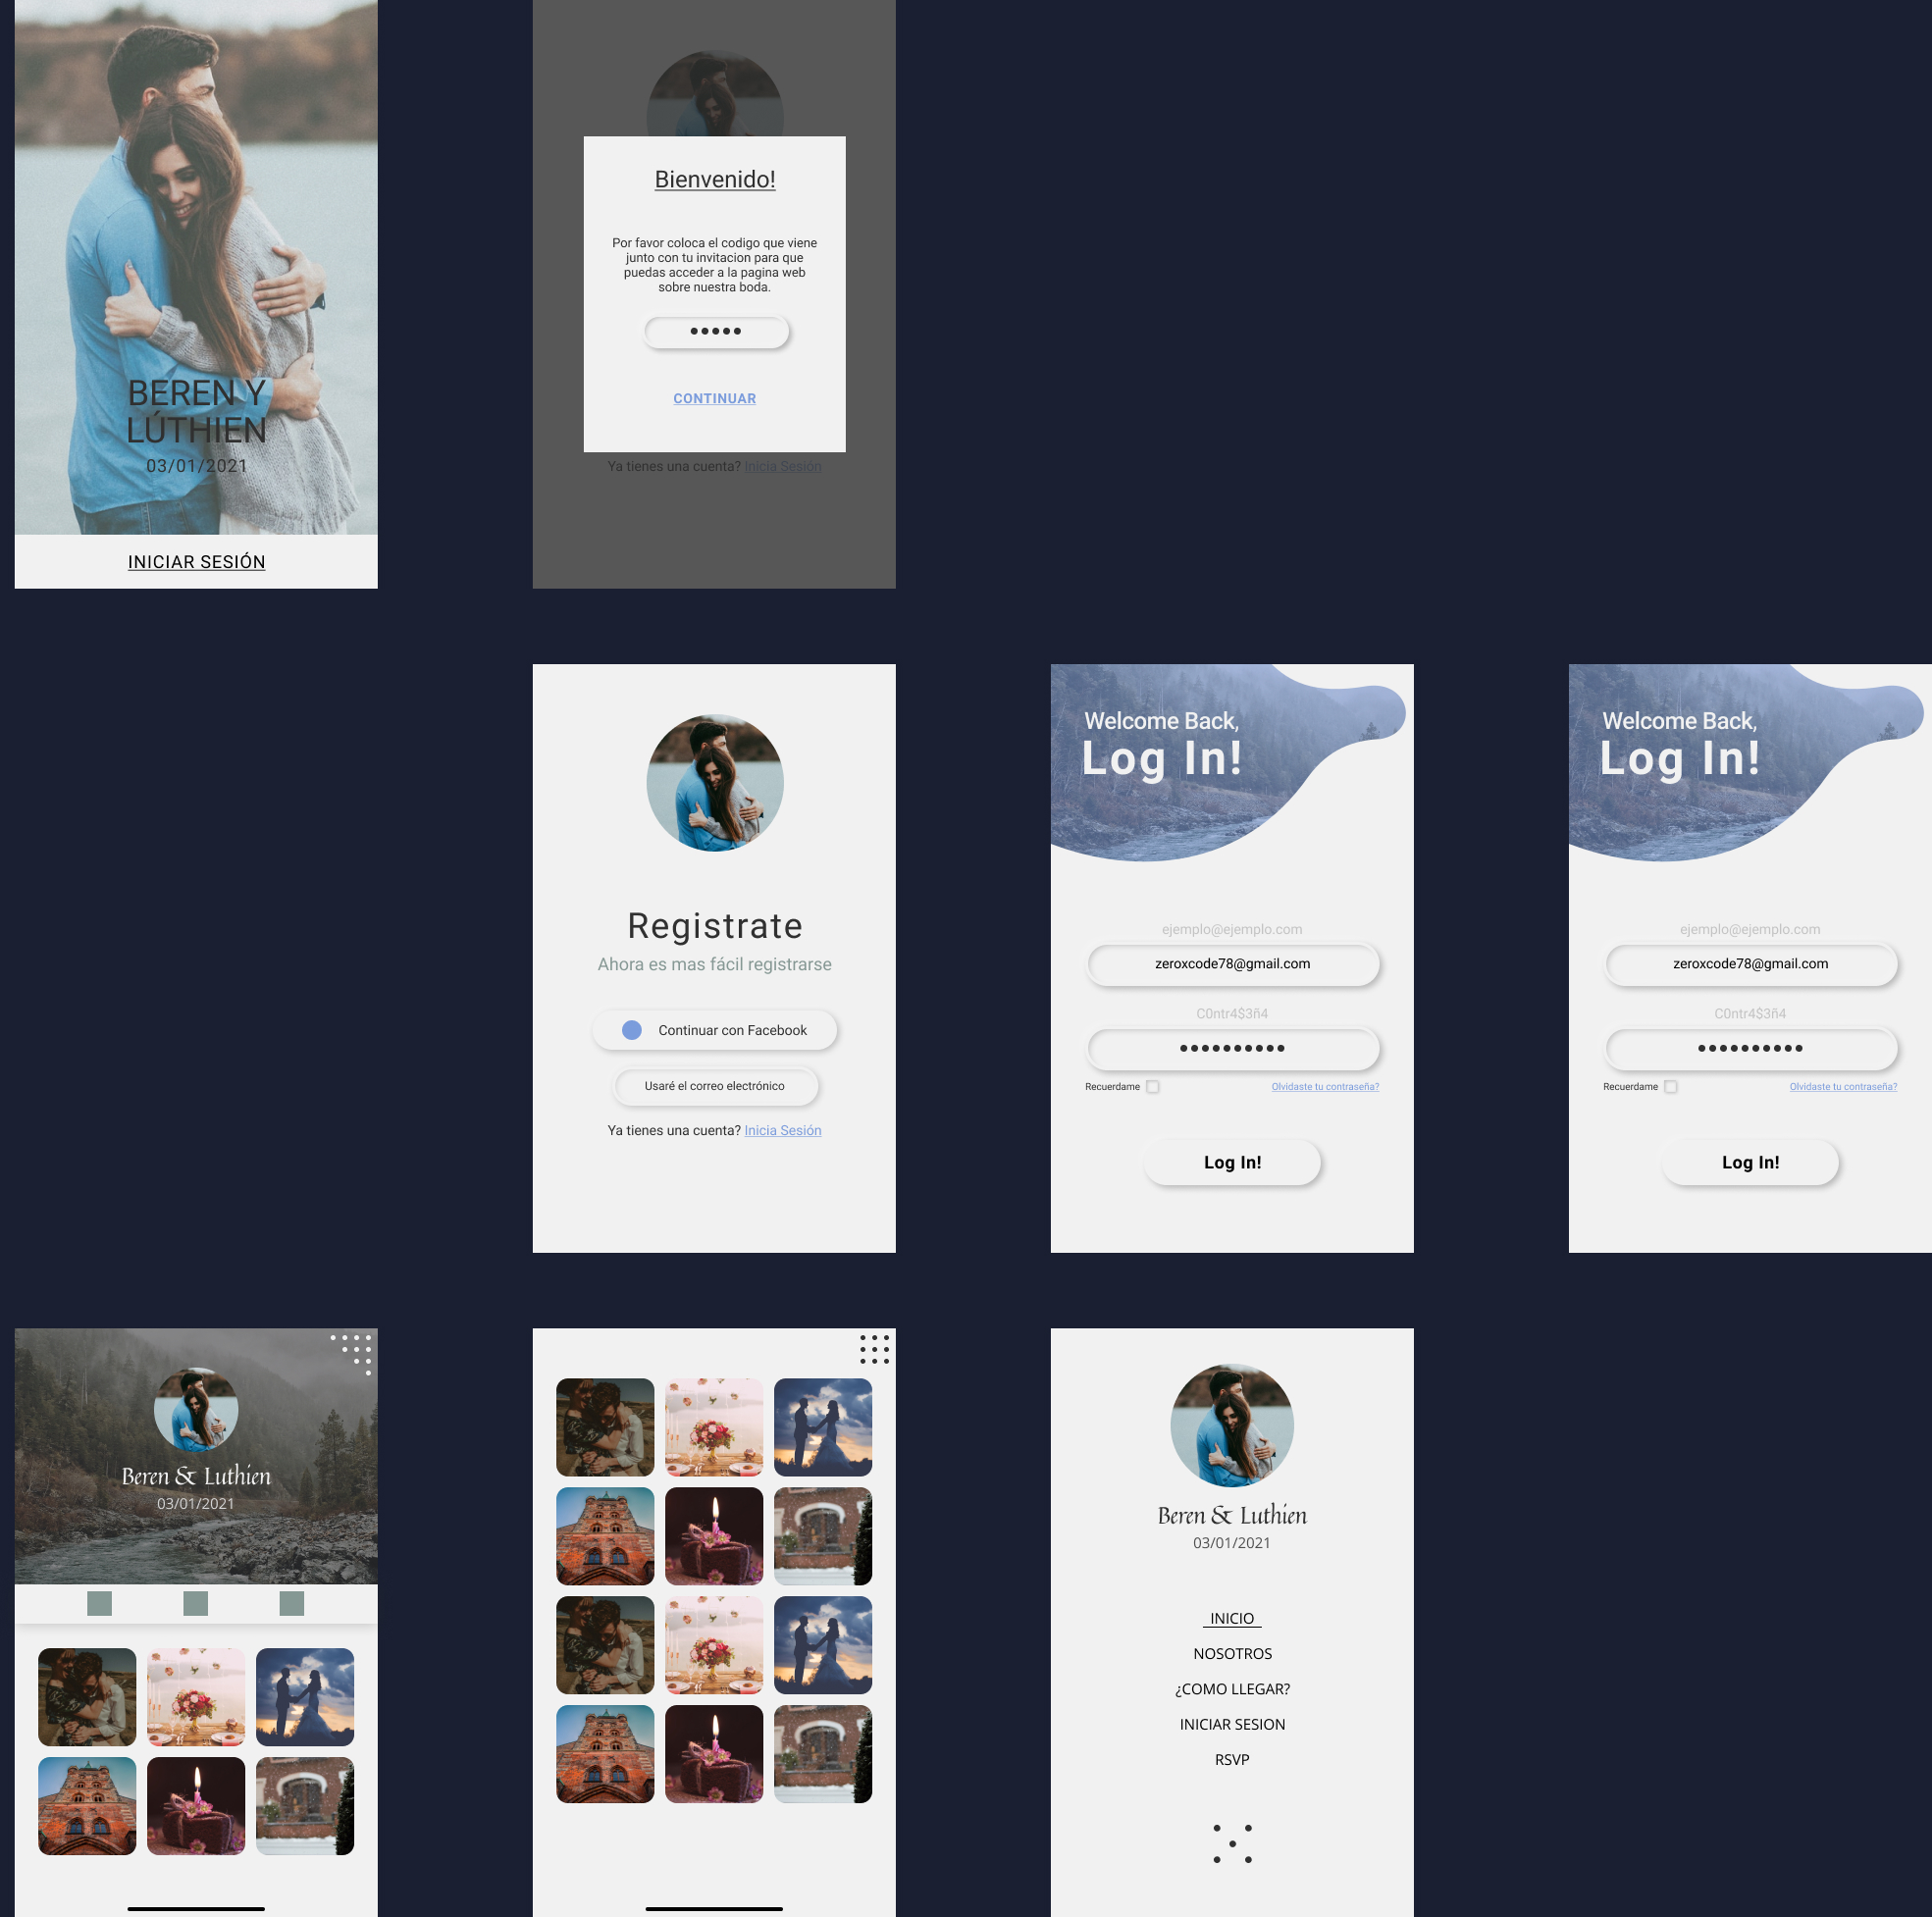 BEREN Y
LÚTHIEN
03/01/2021
INICIAR SESIÓN
Bienvenido!
Por favor coloca el codigo que viene
junto con tu invitacion para que
puedas acceder a la pagina web
sobre nuestra boda.
CONTINUAR
Ya tienes una cuenta? Inicia Sesión
Registrate
Ahora es mas fácil registrarse
Continuar con Facebook
Usaré el correo electrónico
Ya tienes una cuenta? Inicia Sesión
Welcome Back,
Log In!
ejemplo@ejemplo.com
zeroxcode78@gmail.com
C0ntr4$3ñ4
Recuerdame
Olvidaste tu contraseña?
Log In!
Welcome Back,
Log In!
ejemplo@ejemplo.com
zeroxcode78@gmail.com
C0ntr4$3ñ4
Recuerdame
Olvidaste tu contraseña?
Log In!
Beren & Luthien
03/01/2021
Beren & Luthien
03/01/2021
INICIO
NOSOTROS
¿COMO LLEGAR?
INICIAR SESION
RSVP